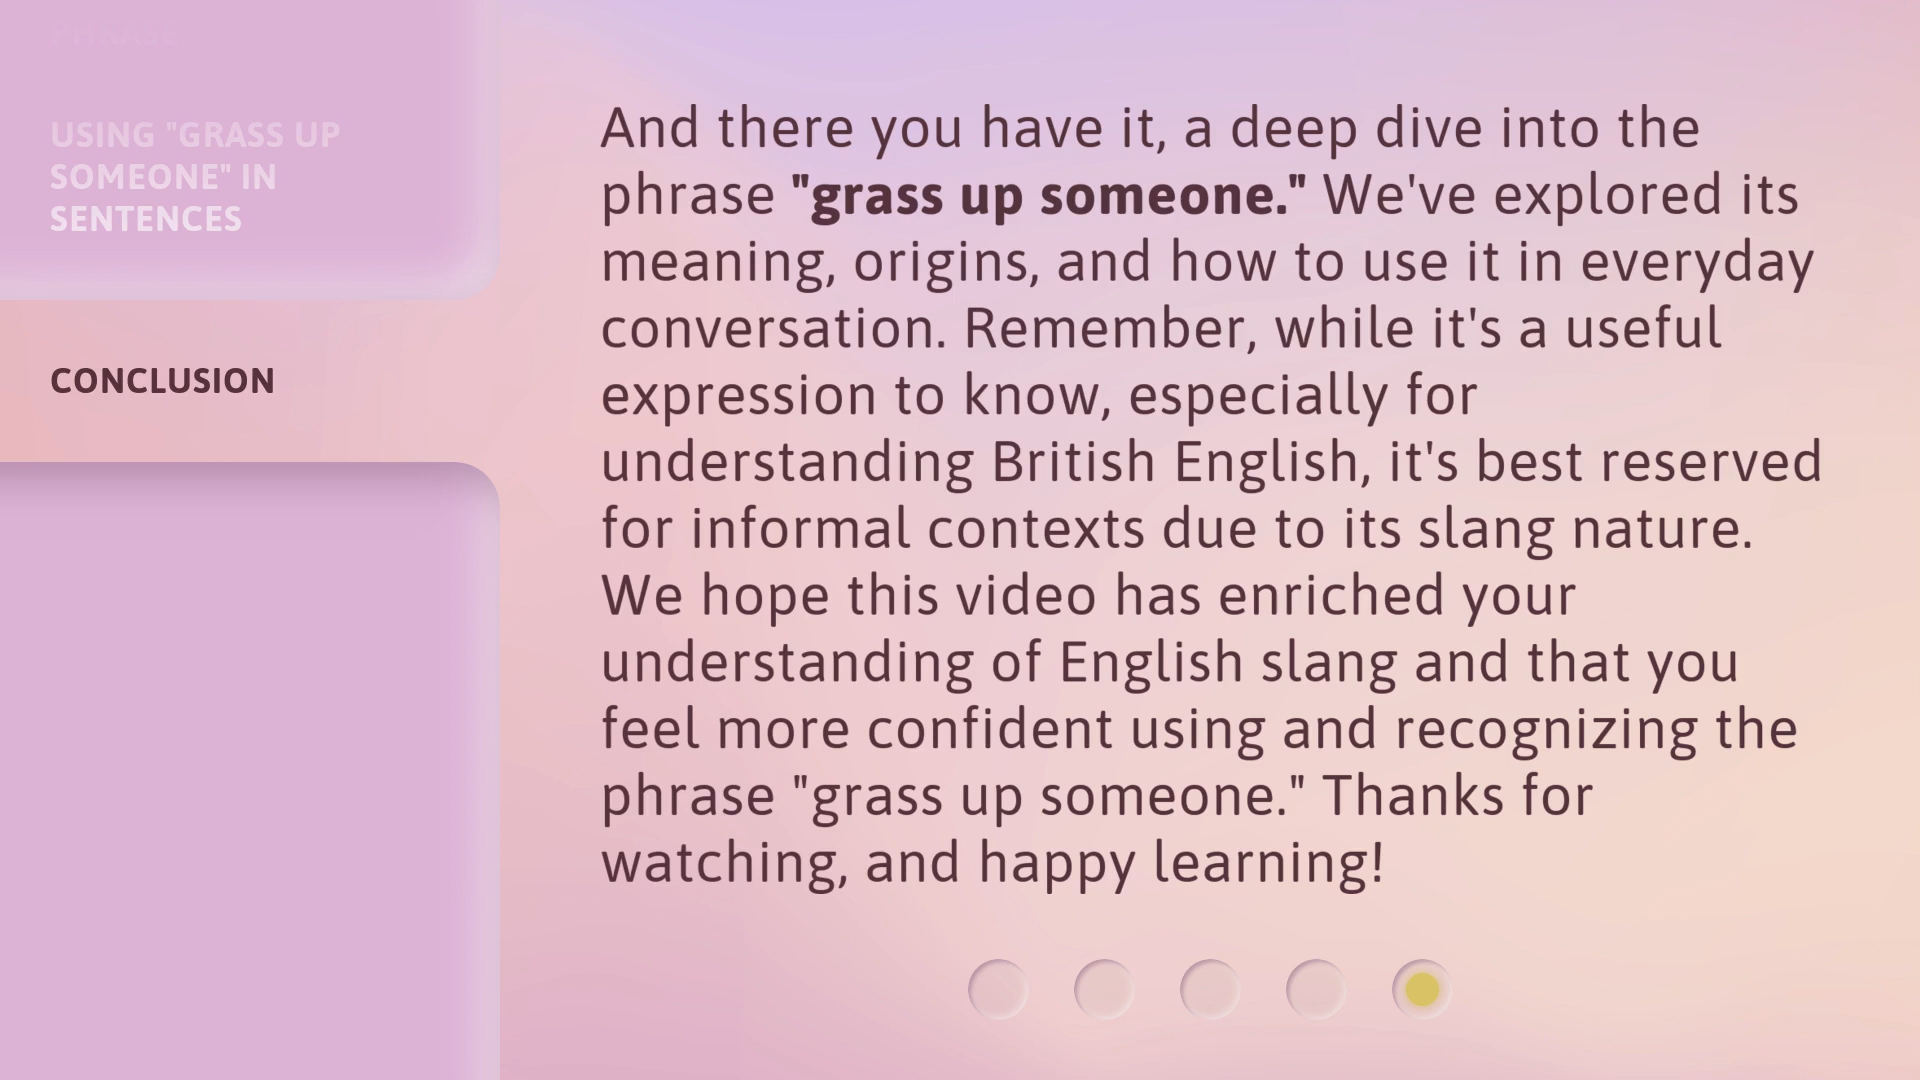 PHRASE
USING "GRASS UP
SOMEONE" IN
SENTENCES
CONCLUSION
And there you have it, a deep dive into the
phrase "grass up someone." We've explored its
meaning, origins, and how to use it in everyday
conversation. Remember, while it's a useful
expression to know, especially for
understanding British English, it's best reserved
for informal contexts due to its slang nature.
We hope this video has enriched your
understanding of English slang and that you
feel more confident using and recognizing the
phrase "grass up someone." Thanks for
watching, and happy learning!